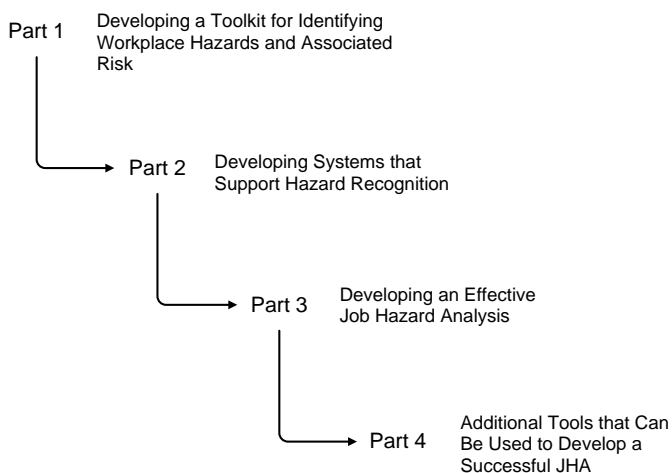 Part 1
Developing a Toolkit for Identifying
Workplace Hazards and Associated
Risk
Part 2
Developing Systems that
Support Hazard Recognition
Part 3
Developing an Effective
Job Hazard Analysis
Part 4
Additional Tools that Can
Be Used to Develop a
Successful JHA